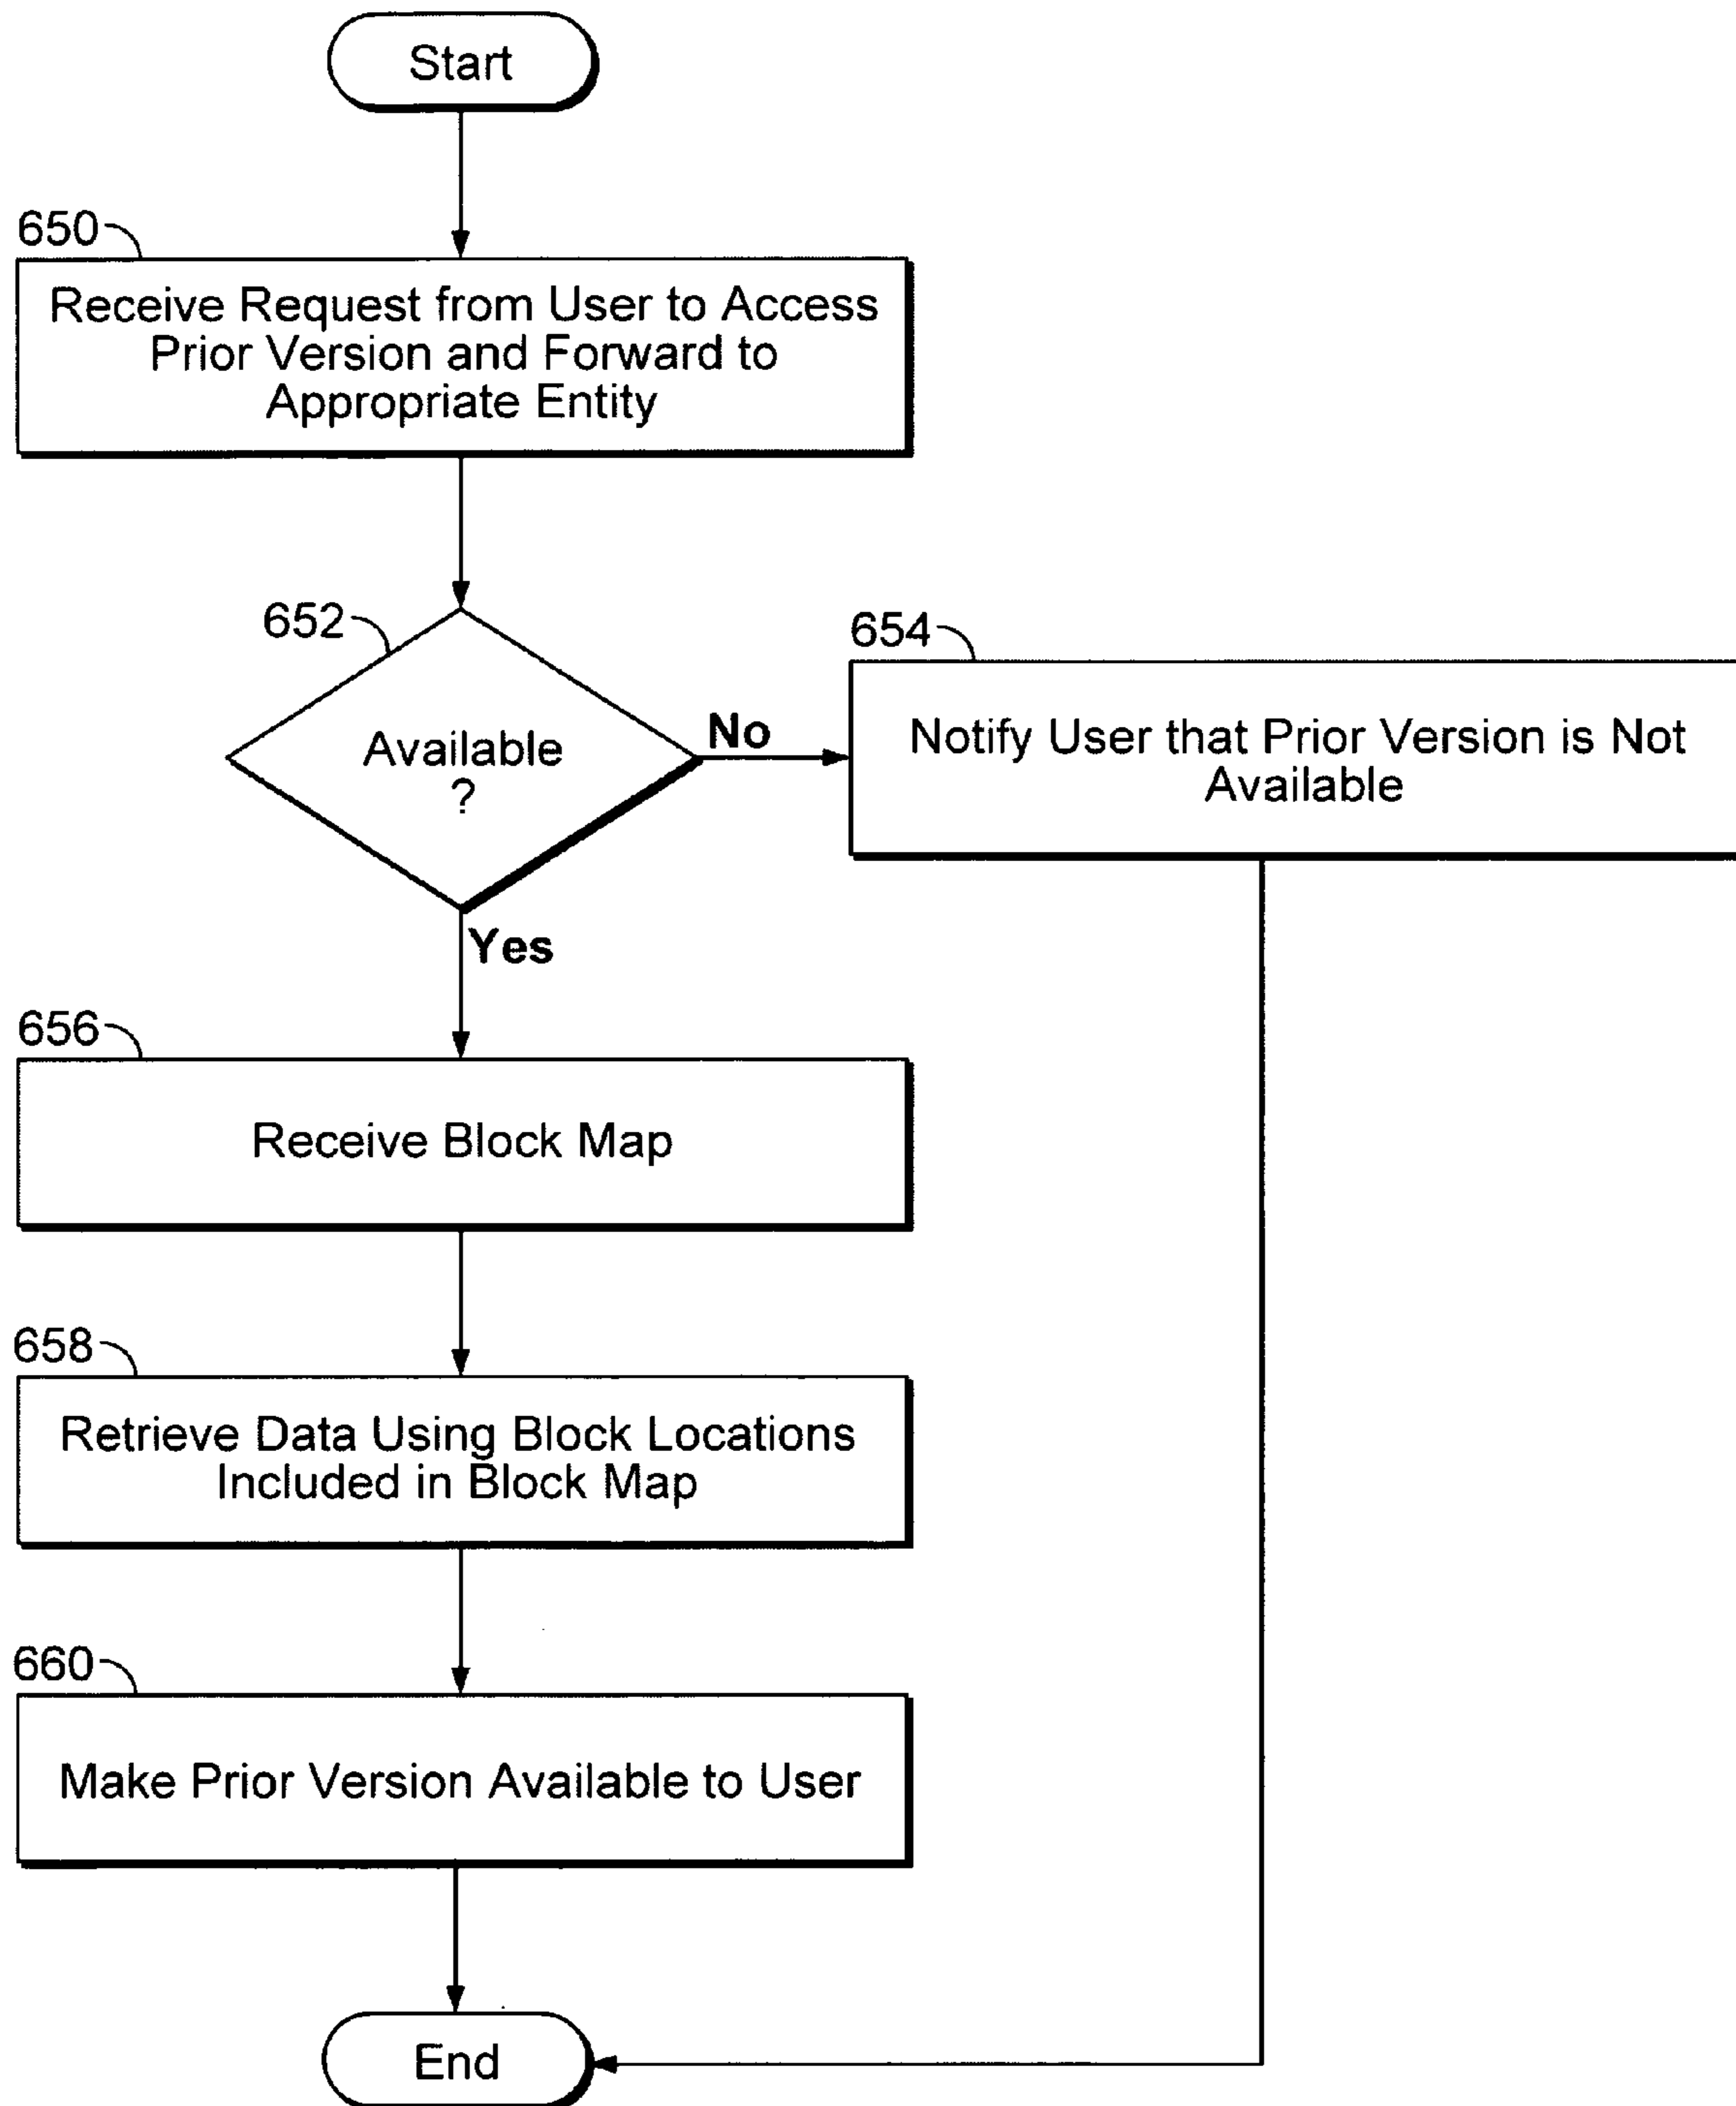 Start
650
Receive Request from User to Access
Prior Version and Forward to
Appropriate Entity
652
Available
?
No
654
Notify User that Prior Version is Not
Available
Yes
656
Receive Block Map
658
Retrieve Data Using Block Locations
Included in Block Map
660
Make Prior Version Available to User
End